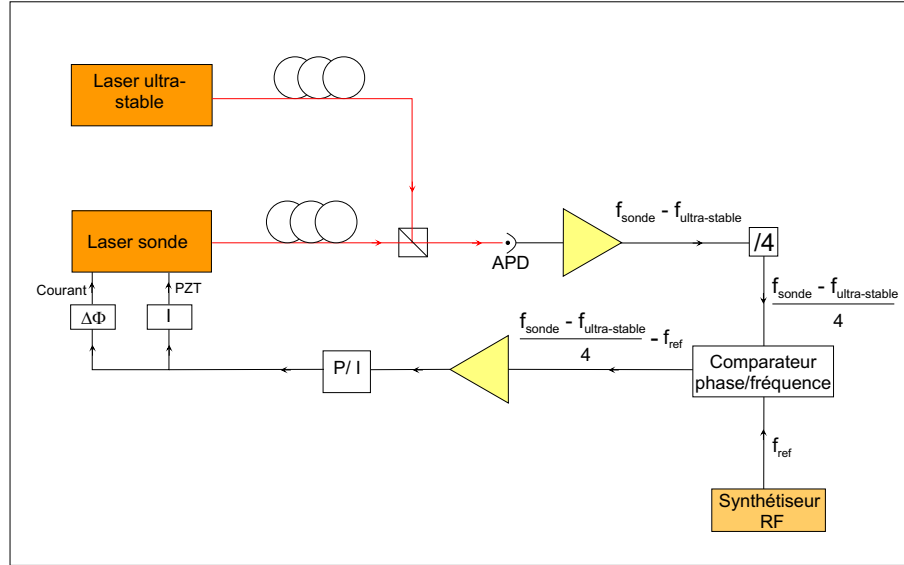 Laser ultra-
stable
f_sonde - f_ultra-stable
Laser sonde
/4
APD
Courant
PZT
f_sonde - f_ultra-stable
4
ΔΦ
I
f_sonde - f_ultra-stable
4
- f_ref
P/ I
Comparateur
phase/fréquence
f_ref
Synthétiseur
RF